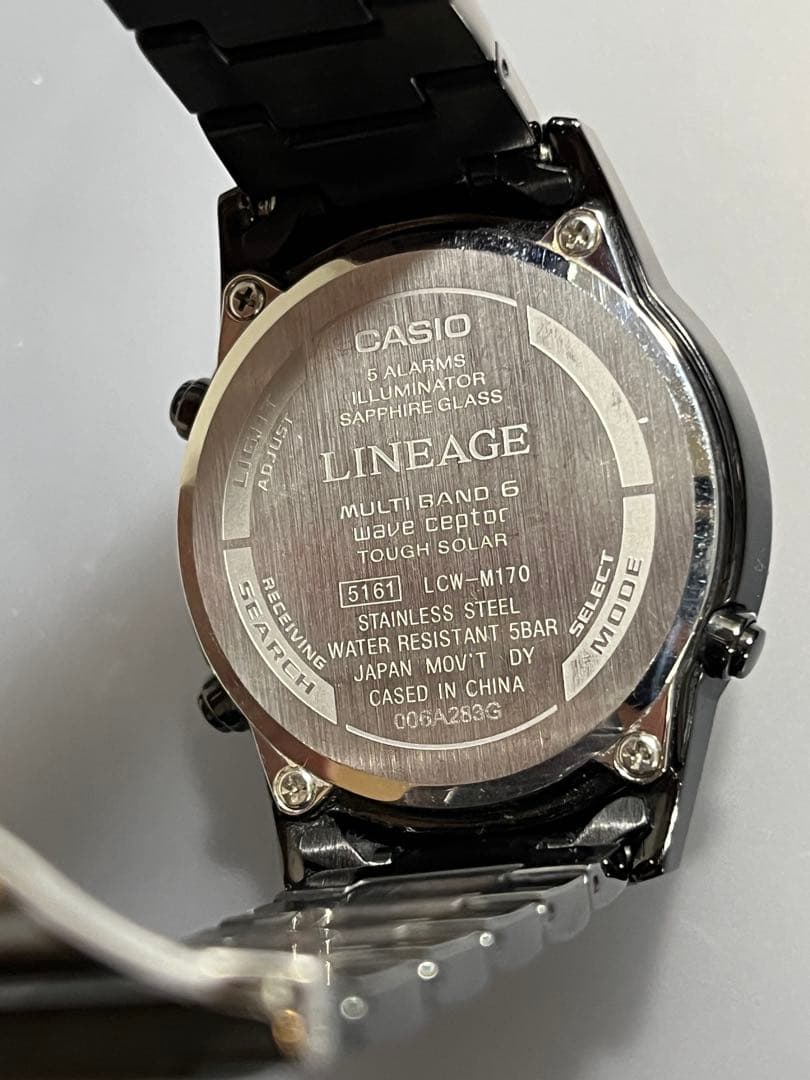 CASIO
5 ALARMS
ILLUMINATOR
SAPPHIRE GLASS
LINEAGE
MULTI BAND 6
wave ceptor
TOUGH SOLAR
5161 LCW-M170
STAINLESS STEEL
WATER RESISTANT 5BAR
JAPAN MOV'T DY
CASED IN CHINA
006A283G
LIGHT
ADJUST
RECEIVING
SEARCH
SELECT
MODE